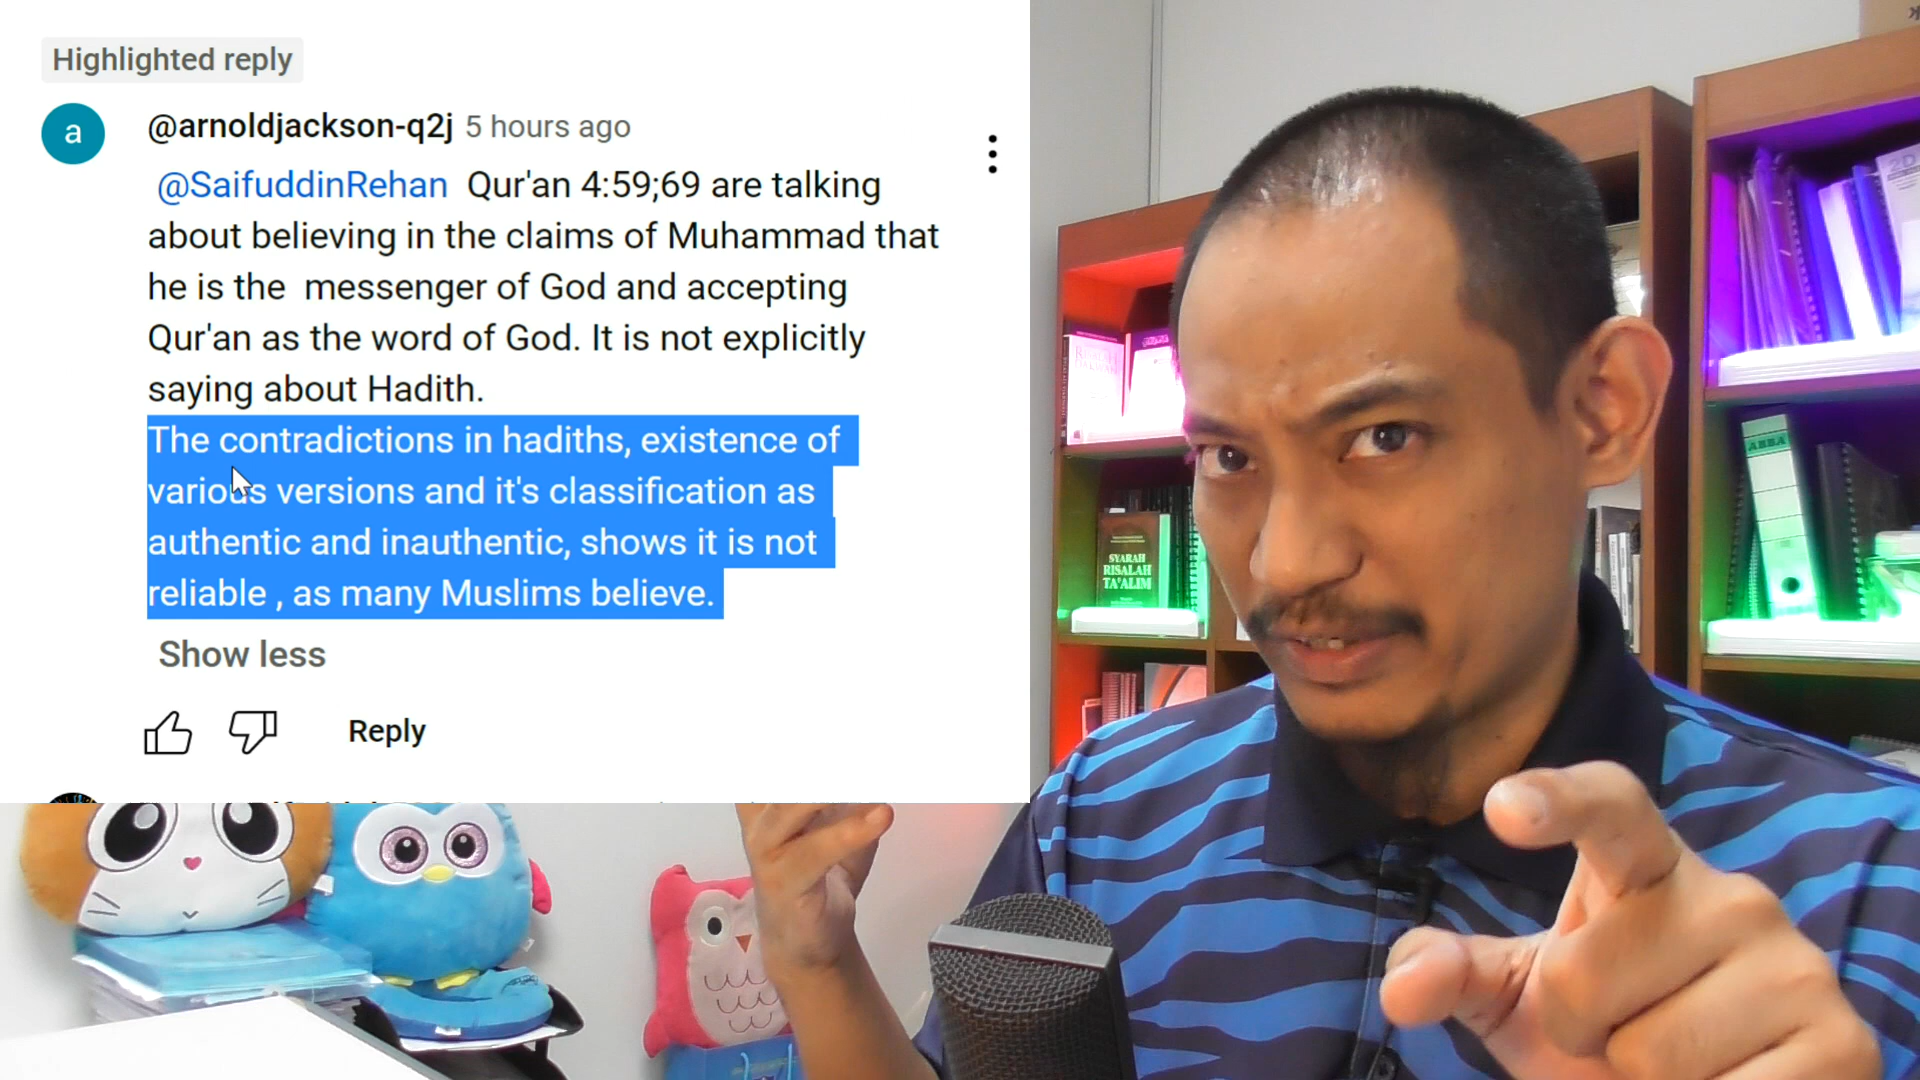 Highlighted reply
a
@arnoldjackson-q2j 5 hours ago
@SaifuddinRehan Qur'an 4:59;69 are talking
about believing in the claims of Muhammad that
he is the messenger of God and accepting
Qur'an as the word of God. It is not explicitly
saying about Hadith.
The contradictions in hadiths, existence of
various versions and it's classification as
authentic and inauthentic, shows it is not
reliable , as many Muslims believe.
Show less
Reply
SYARAH
RISALAH
TA'ALIM
ABBA
2D